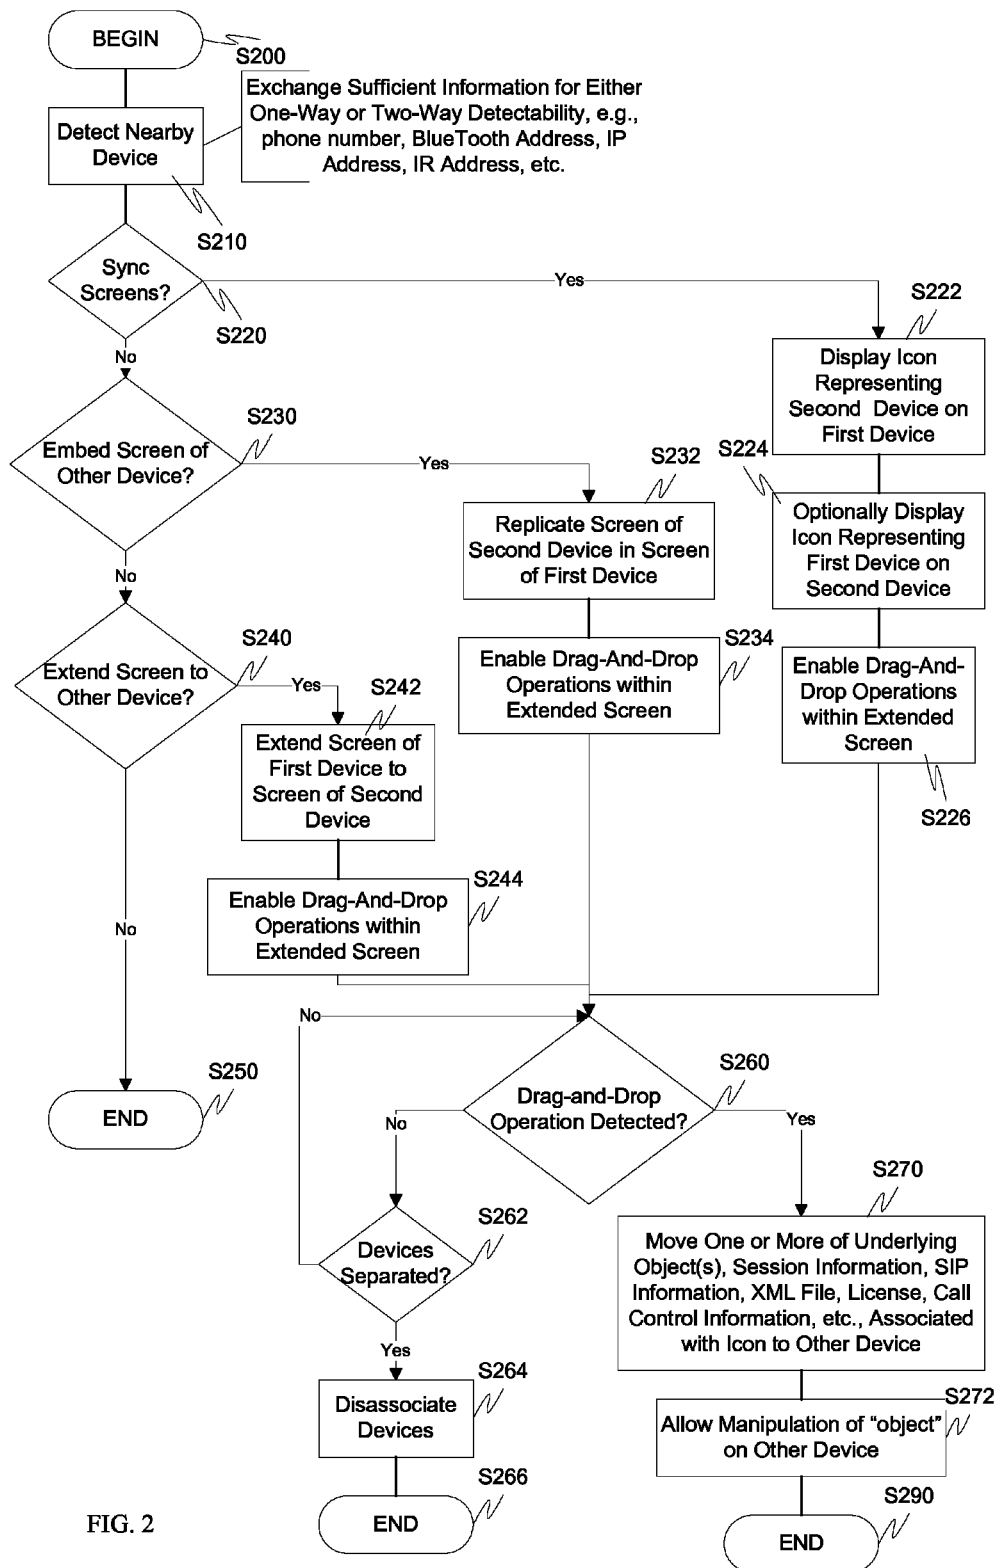 BEGIN
S200
Exchange Sufficient Information for Either
One-Way or Two-Way Detectability, e.g.,
phone number, BlueTooth Address, IP
Address, IR Address, etc.
Detect Nearby
Device
S210
Sync
Screens?
S220
Yes
No
S222
Display Icon
Representing
Second Device on
First Device
S224
Optionally Display
Icon Representing
First Device on
Second Device
Enable Drag-And-
Drop Operations
within Extended
Screen
S226
S230
Embed Screen of
Other Device?
Yes
No
S232
Replicate Screen of
Second Device in Screen
of First Device
S234
Enable Drag-And-Drop
Operations within
Extended Screen
S240
Extend Screen to
Other Device?
Yes
No
S242
Extend Screen of
First Device to
Screen of Second
Device
S244
Enable Drag-And-Drop
Operations within
Extended Screen
S250
END
No
S260
Drag-and-Drop
Operation Detected?
No
Yes
S262
Devices
Separated?
Yes
S264
Disassociate
Devices
S266
END
S270
Move One or More of Underlying
Object(s), Session Information, SIP
Information, XML File, License, Call
Control Information, etc., Associated
with Icon to Other Device
S272
Allow Manipulation of “object”
on Other Device
S290
END
FIG. 2